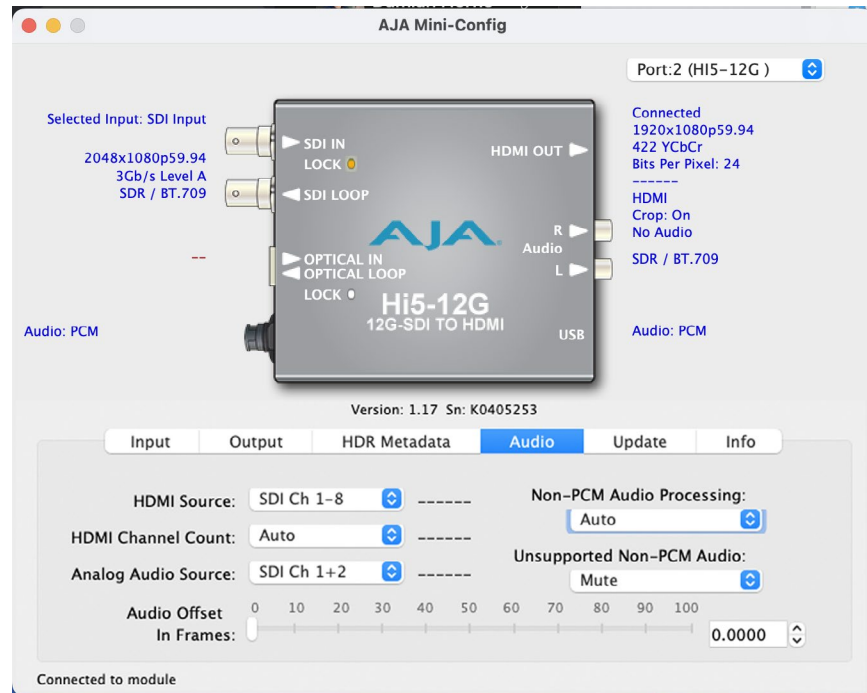 AJA Mini-Config
Port:2 (HI5-12G )
Selected Input: SDI Input
2048x1080p59.94
3Gb/s Level A
SDR / BT.709
--
Audio: PCM
SDI IN
LOCK
SDI LOOP
HDMI OUT
AJA
R
Audio
L
OPTICAL IN
OPTICAL LOOP
LOCK
Hi5-12G
12G-SDI TO HDMI
USB
Connected
1920x1080p59.94
422 YCbCr
Bits Per Pixel: 24
------
HDMI
Crop: On
No Audio
SDR / BT.709
Audio: PCM
Version: 1.17 Sn: K0405253
Input Output HDR Metadata Audio Update Info
HDMI Source: SDI Ch 1-8 ------
HDMI Channel Count: Auto ------
Analog Audio Source: SDI Ch 1+2 ------
Non-PCM Audio Processing:
Auto
Unsupported Non-PCM Audio:
Mute
Audio Offset
In Frames:
0 10 20 30 40 50 60 70 80 90 100
0.0000
Connected to module